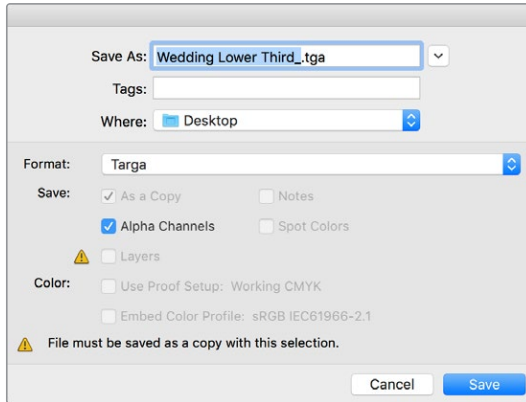 Save As: Wedding Lower Third_.tga
Tags:
Where: Desktop
Format: Targa
Save: As a Copy Notes
Alpha Channels Spot Colors
Layers
Color: Use Proof Setup: Working CMYK
Embed Color Profile: sRGB IEC61966-2.1
File must be saved as a copy with this selection.
Cancel Save